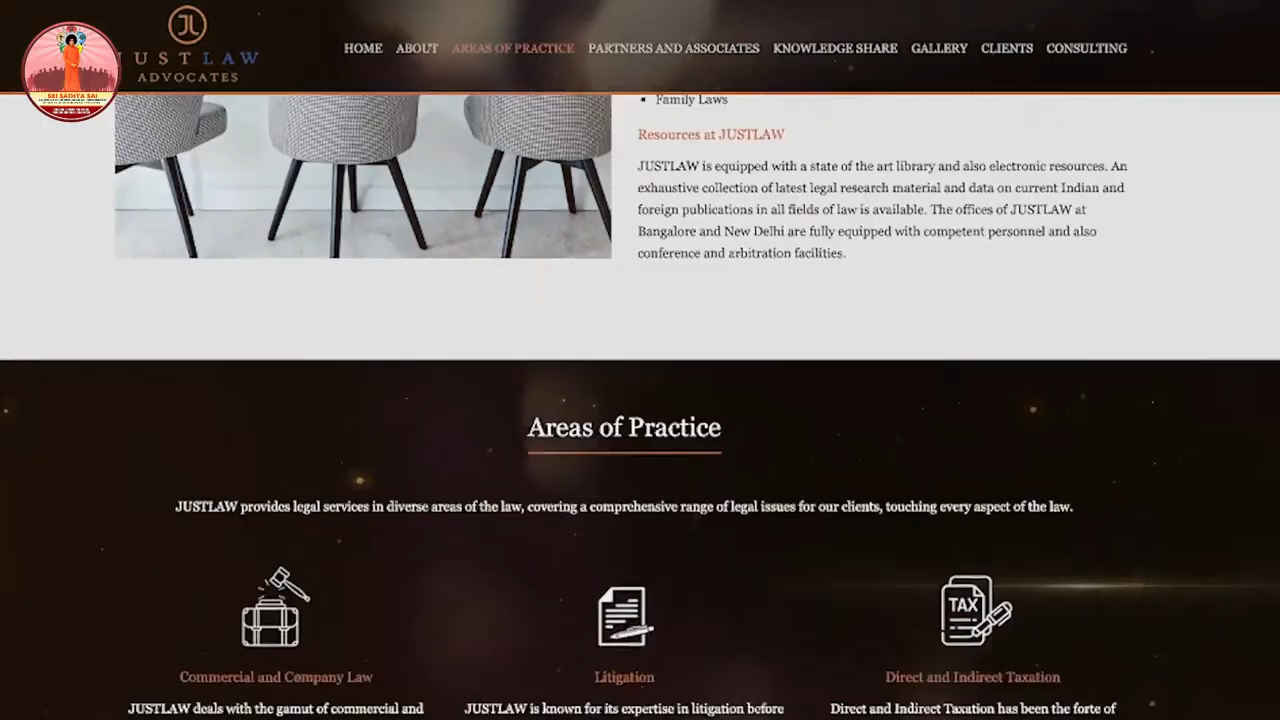 JL
JUST LAW
ADVOCATES
SRI SATHYA SAI
HOME ABOUT AREAS OF PRACTICE PARTNERS AND ASSOCIATES KNOWLEDGE SHARE GALLERY CLIENTS CONSULTING
▪ Family Laws
Resources at JUSTLAW
JUSTLAW is equipped with a state of the art library and also electronic resources. An
exhaustive collection of latest legal research material and data on current Indian and
foreign publications in all fields of law is available. The offices of JUSTLAW at
Bangalore and New Delhi are fully equipped with competent personnel and also
conference and arbitration facilities.
Areas of Practice
JUSTLAW provides legal services in diverse areas of the law, covering a comprehensive range of legal issues for our clients, touching every aspect of the law.
TAX
Commercial and Company Law
Litigation
Direct and Indirect Taxation
JUSTLAW deals with the gamut of commercial and
JUSTLAW is known for its expertise in litigation before
Direct and Indirect Taxation has been the forte of